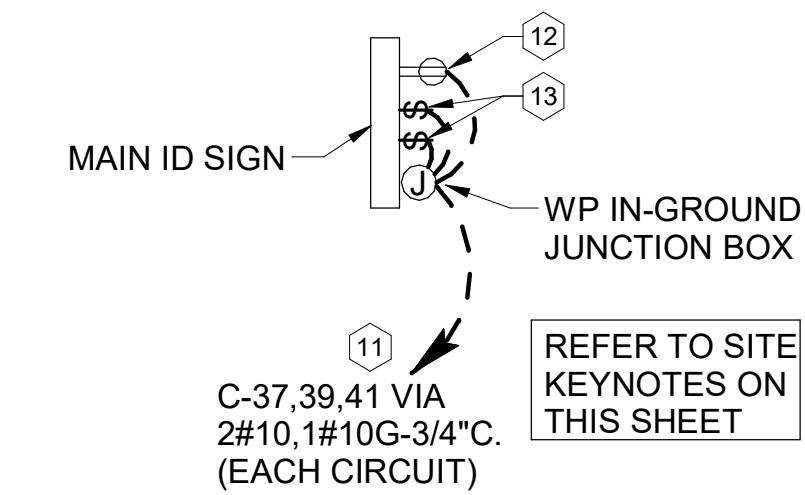 12
S
13
S
MAIN ID SIGN
J
WP IN-GROUND
JUNCTION BOX
11
C-37,39,41 VIA
2#10,1#10G-3/4"C.
(EACH CIRCUIT)
REFER TO SITE
KEYNOTES ON
THIS SHEET